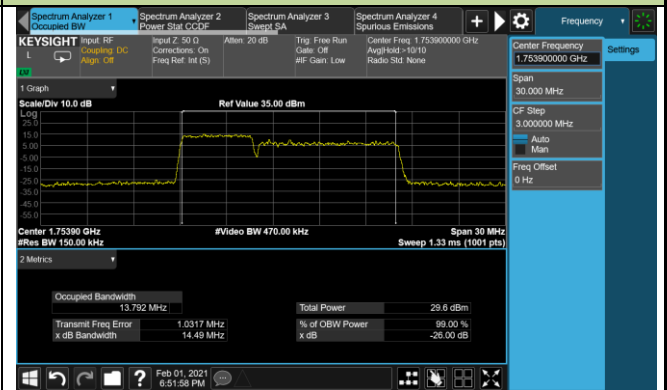 Spectrum Analyzer 1
Occupied BW
Spectrum Analyzer 2
Power Stat CCDF
Spectrum Analyzer 3
Swept SA
Spectrum Analyzer 4
Spurious Emissions
+
Frequency
KEYSIGHT
L
Input: RF
Coupling: DC
Align: Off
Input Z: 50 Ω
Corrections: On
Freq Ref: Int (S)
Atten: 20 dB
Trig: Free Run
Gate: Off
#IF Gain: Low
Center Freq: 1.753900000 GHz
Avg|Hold:>10/10
Radio Std: None
Center Frequency
1.753900000 GHz
Settings
Span
30.000 MHz
CF Step
3.000000 MHz
Auto
Man
Freq Offset
0 Hz
1 Graph
Scale/Div 10.0 dB
Ref Value 35.00 dBm
Log
25.0
15.0
5.00
-5.00
-15.0
-25.0
-35.0
-45.0
-55.0
Center 1.75390 GHz
#Video BW 470.00 kHz
Span 30 MHz
#Res BW 150.00 kHz
Sweep 1.33 ms (1001 pts)
2 Metrics
Occupied Bandwidth
13.792 MHz
Total Power
29.6 dBm
Transmit Freq Error
1.0317 MHz
% of OBW Power
99.00 %
x dB Bandwidth
14.49 MHz
x dB
-26.00 dB
?
Feb 01, 2021
6:51:58 PM